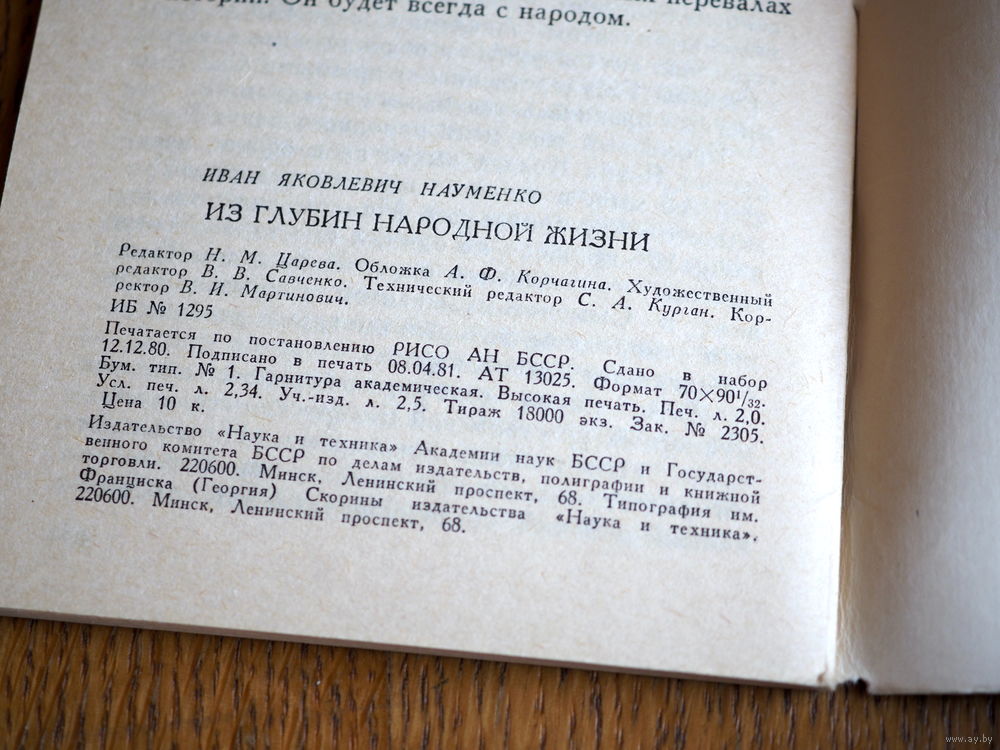 перевалах
истории. Он будет всегда с народом.
ИВАН ЯКОВЛЕВИЧ НАУМЕНКО
ИЗ ГЛУБИН НАРОДНОЙ ЖИЗНИ
Редактор Н. М. Царева. Обложка А. Ф. Корчагина. Художественный
редактор В. В. Савченко. Технический редактор С. А. Курган. Кор-
ректор В. И. Мартинович.
ИБ № 1295
Печатается по постановлению РИСО АН БССР. Сдано в набор
12.12.80. Подписано в печать 08.04.81. АТ 13025. Формат 70×90¹/₃₂.
Бум. тип. № 1. Гарнитура академическая. Высокая печать. Печ. л. 2,0.
Усл. печ. л. 2,34. Уч.-изд. л. 2,5. Тираж 18000 экз. Зак. № 2305.
Цена 10 к.
Издательство «Наука и техника» Академии наук БССР и Государст-
венного комитета БССР по делам издательств, полиграфии и книжной
торговли. 220600. Минск, Ленинский проспект, 68. Типография им.
Франциска (Георгия) Скорины издательства «Наука и техника».
220600. Минск, Ленинский проспект, 68.
www.ay.by